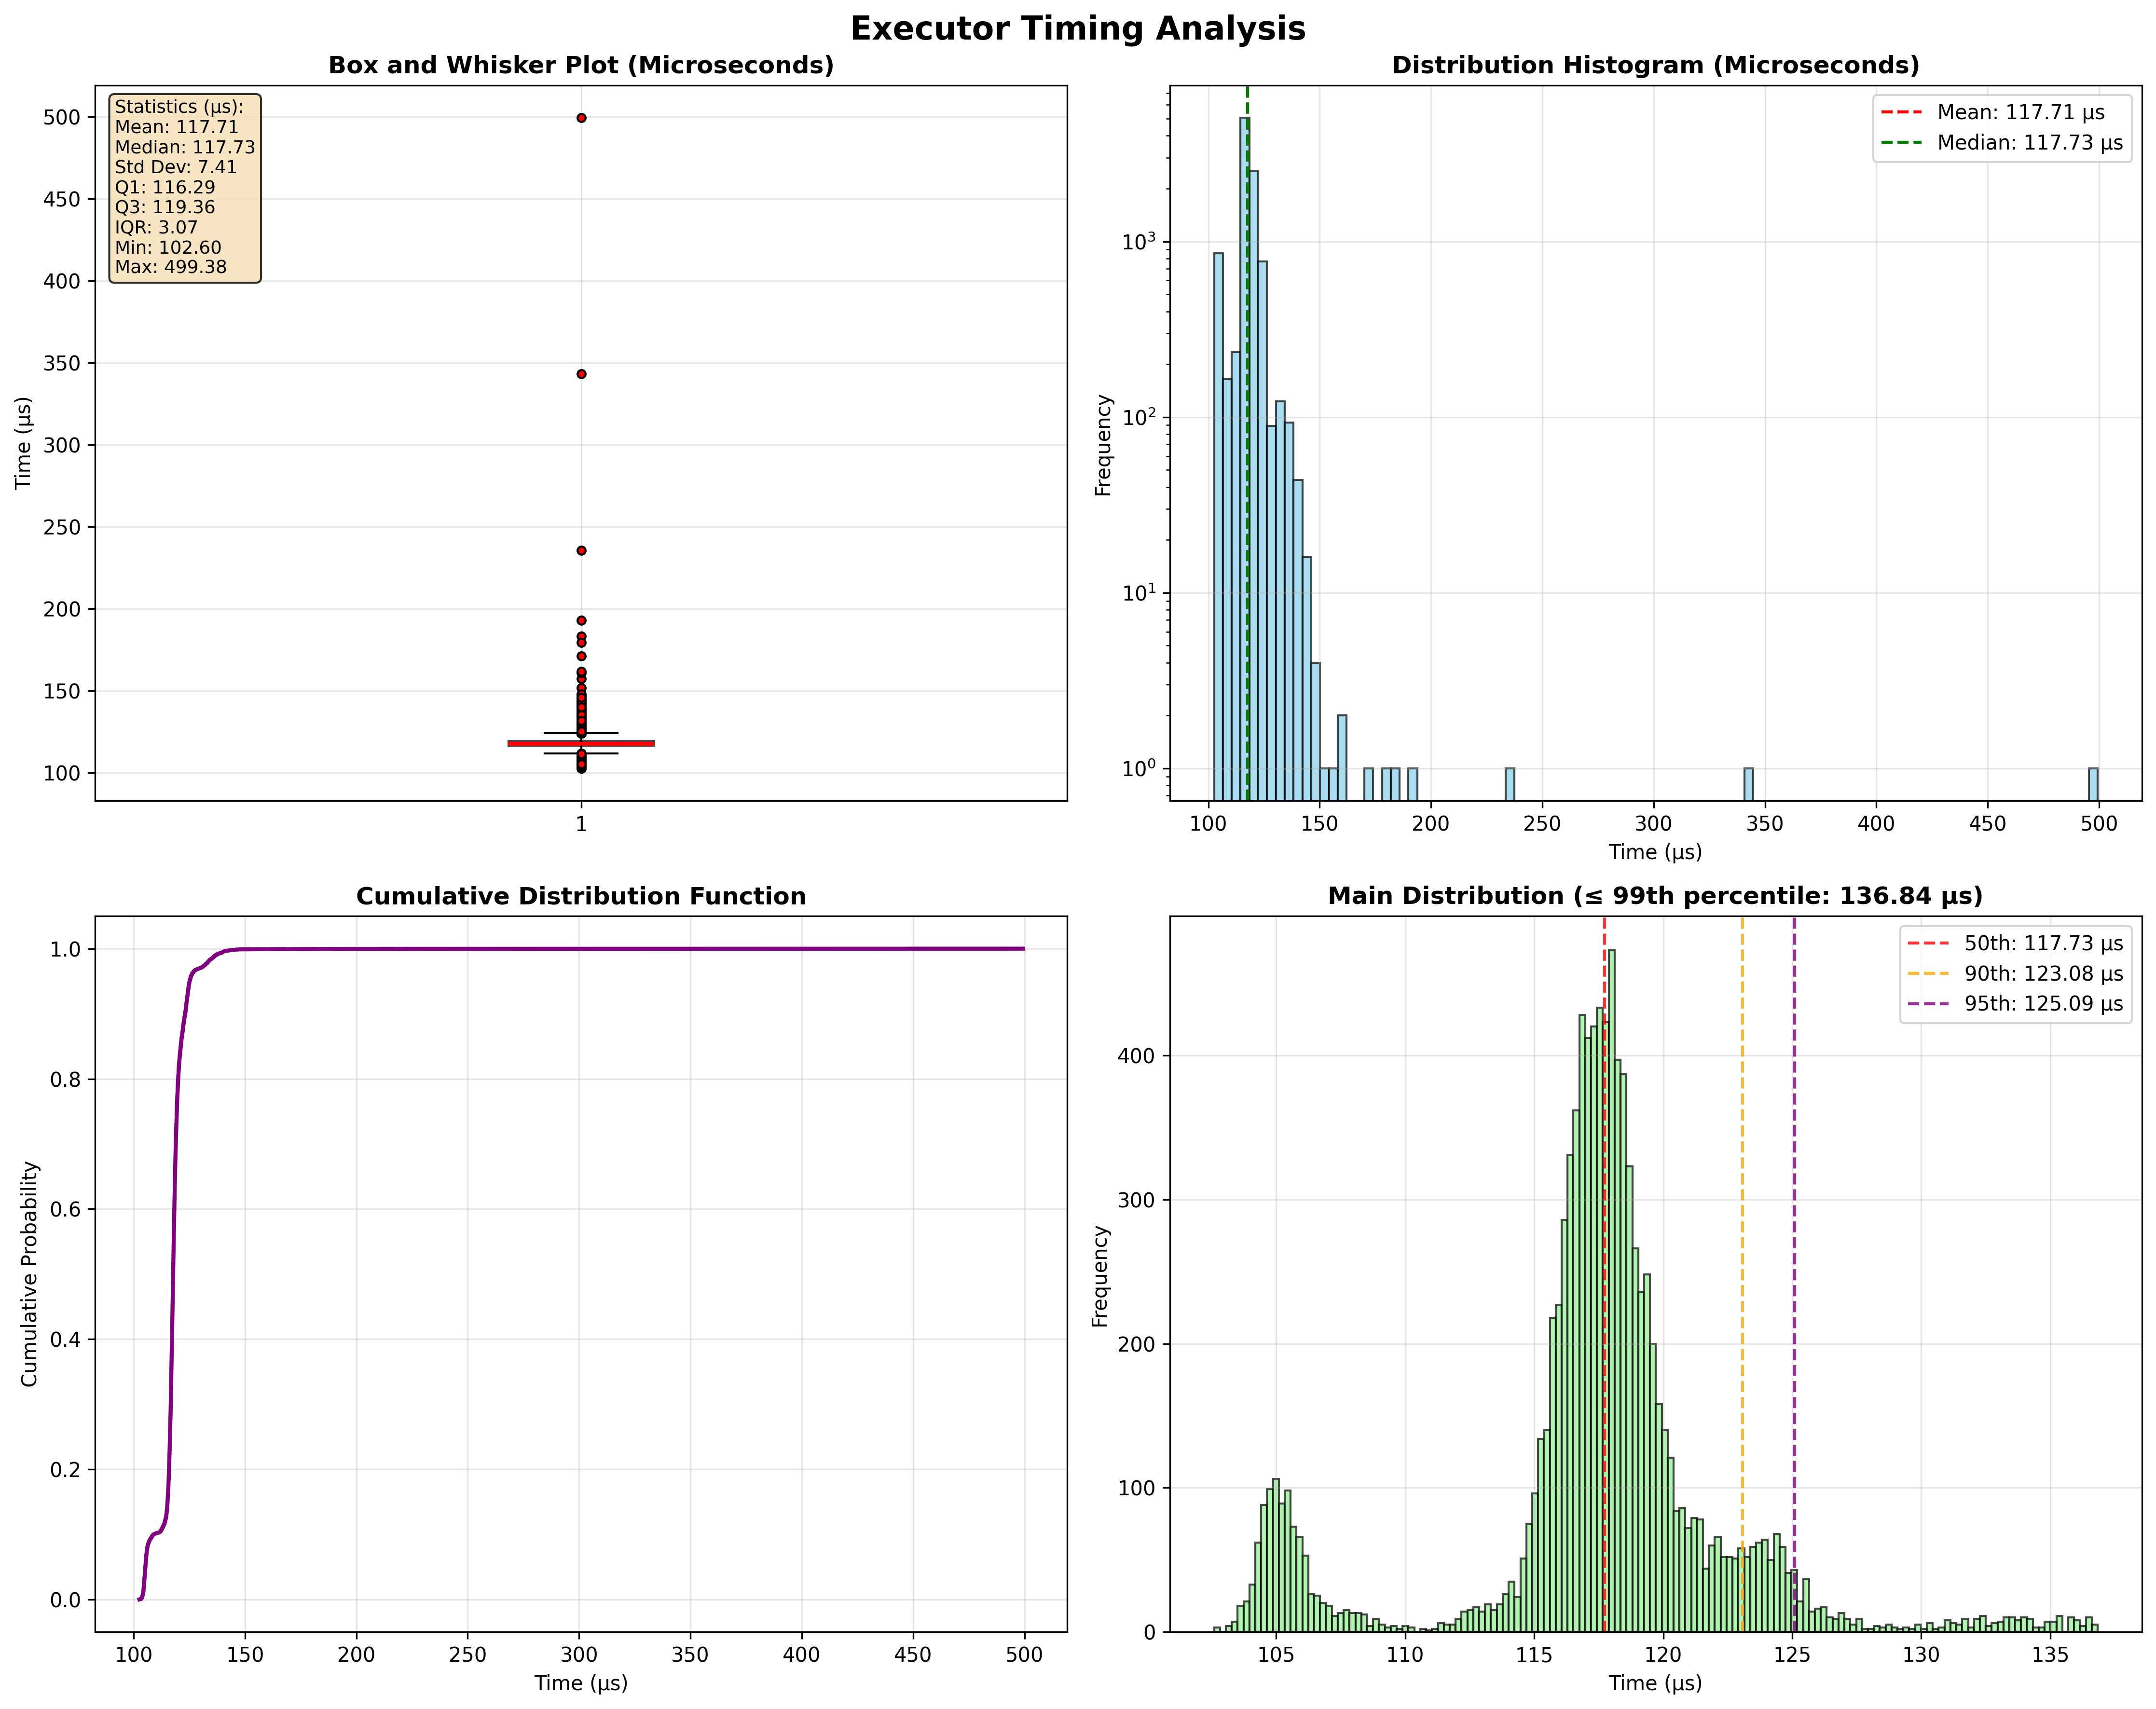 Executor Timing Analysis
Box and Whisker Plot (Microseconds)
Statistics (μs):
Mean: 117.71
Median: 117.73
Std Dev: 7.41
Q1: 116.29
Q3: 119.36
IQR: 3.07
Min: 102.60
Max: 499.38
500
450
400
350
300
250
200
150
100
Time (μs)
1
Distribution Histogram (Microseconds)
Mean: 117.71 μs
Median: 117.73 μs
10³
10²
10¹
10⁰
Frequency
100 150 200 250 300 350 400 450 500
Time (μs)
Cumulative Distribution Function
1.0
0.8
0.6
0.4
0.2
0.0
Cumulative Probability
100 150 200 250 300 350 400 450 500
Time (μs)
Main Distribution (≤ 99th percentile: 136.84 μs)
50th: 117.73 μs
90th: 123.08 μs
95th: 125.09 μs
400
300
200
100
0
Frequency
105 110 115 120 125 130 135
Time (μs)